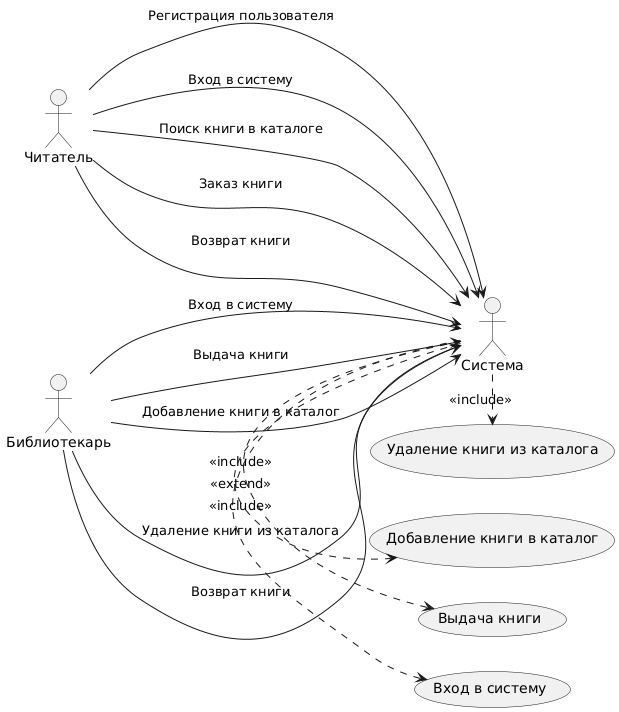 Регистрация пользователя
Вход в систему
Поиск книги в каталоге
Читатель
Заказ книги
Возврат книги
Вход в систему
Выдача книги
Система
«include»
Добавление книги в каталог
Библиотекарь
Удаление книги из каталога
«include»
«extend»
«include»
Удаление книги из каталога
Добавление книги в каталог
Возврат книги
Выдача книги
Вход в систему